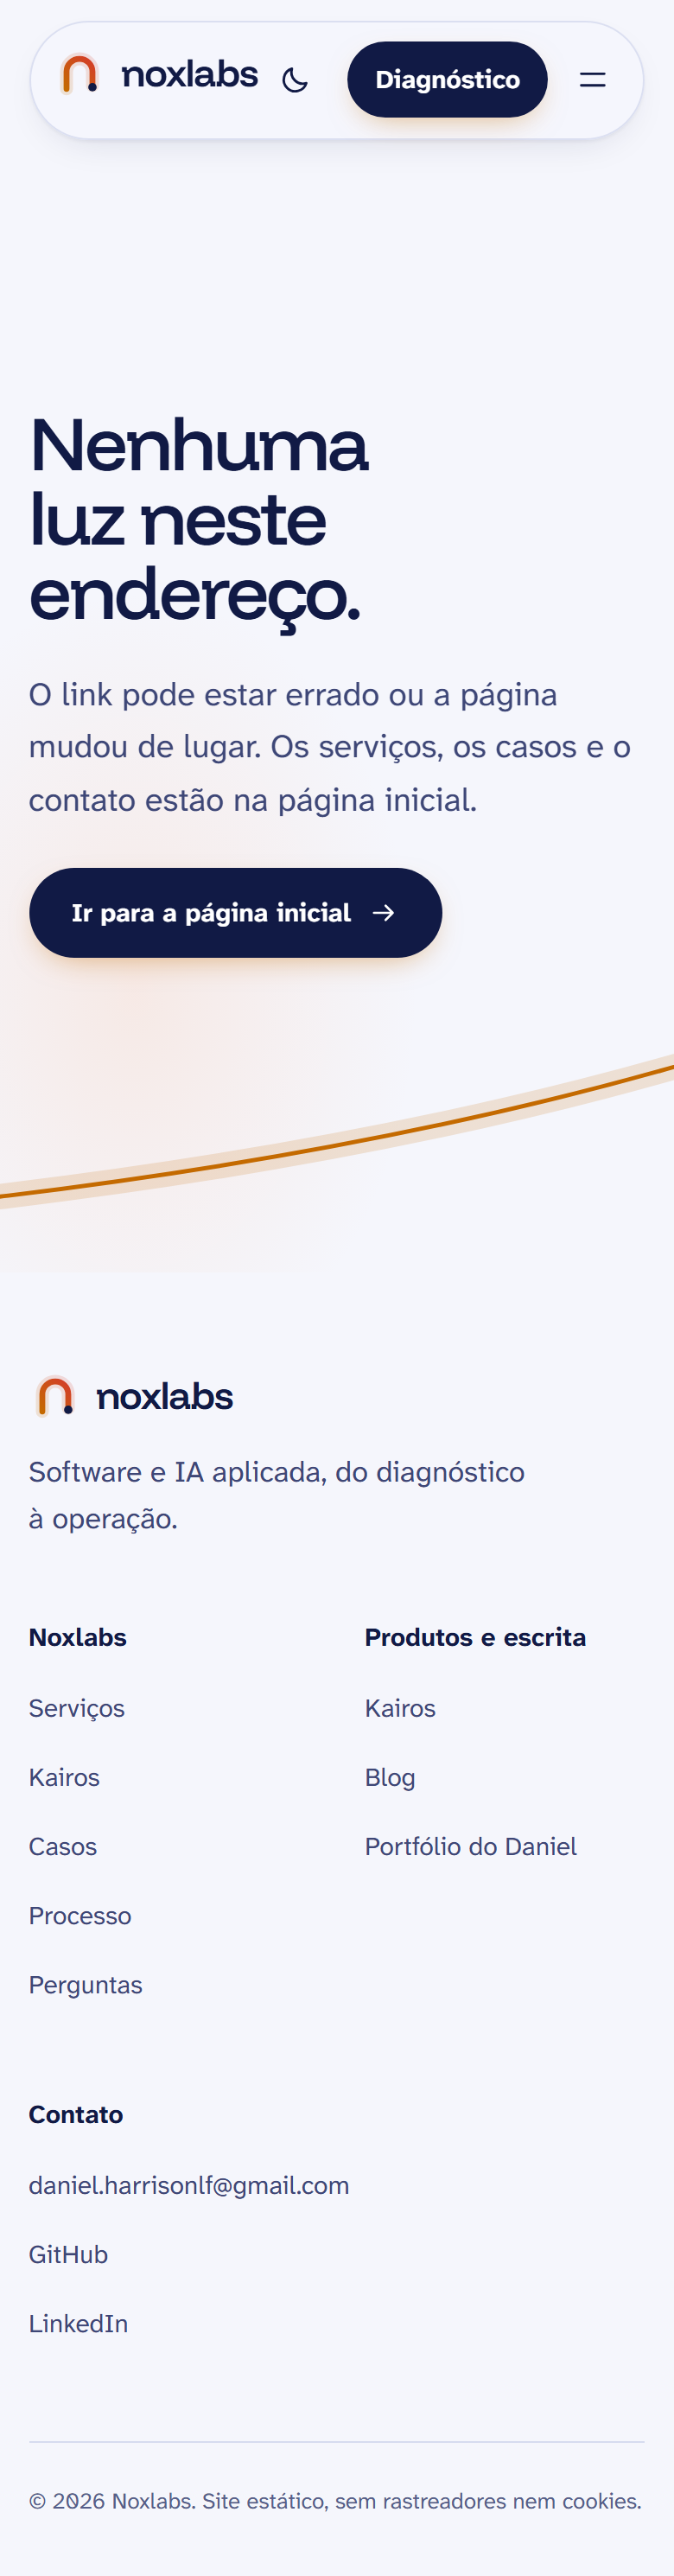 noxlabs
Diagnóstico
Nenhuma
luz neste
endereço.
O link pode estar errado ou a página
mudou de lugar. Os serviços, os casos e o
contato estão na página inicial.
Ir para a página inicial
noxlabs
Software e IA aplicada, do diagnóstico
à operação.
Noxlabs
Serviços
Kairos
Casos
Processo
Perguntas
Produtos e escrita
Kairos
Blog
Portfólio do Daniel
Contato
daniel.harrisonlf@gmail.com
GitHub
LinkedIn
© 2026 Noxlabs. Site estático, sem rastreadores nem cookies.